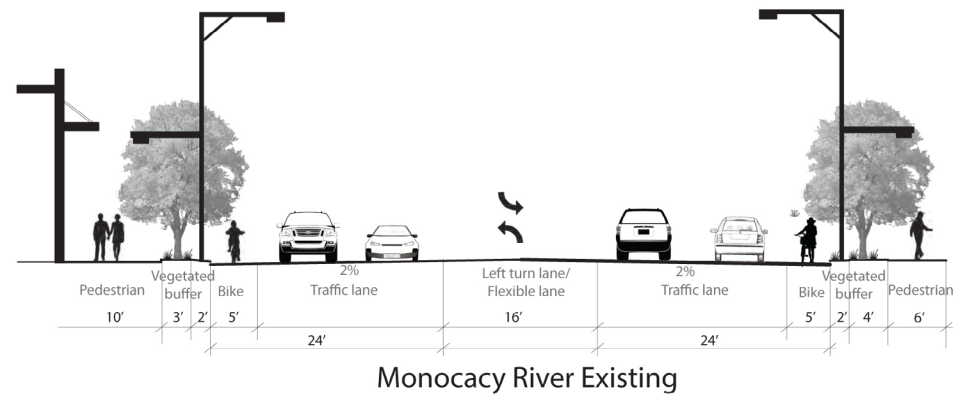 2%
2%
Vegetated
buffer
Left turn lane/
Flexible lane
Vegetated
buffer
Pedestrian
Bike
Traffic lane
Traffic lane
Bike
Pedestrian
10’
3’
2’
5’
16’
5’
2’
4’
6’
24’
24’
Monocacy River Existing